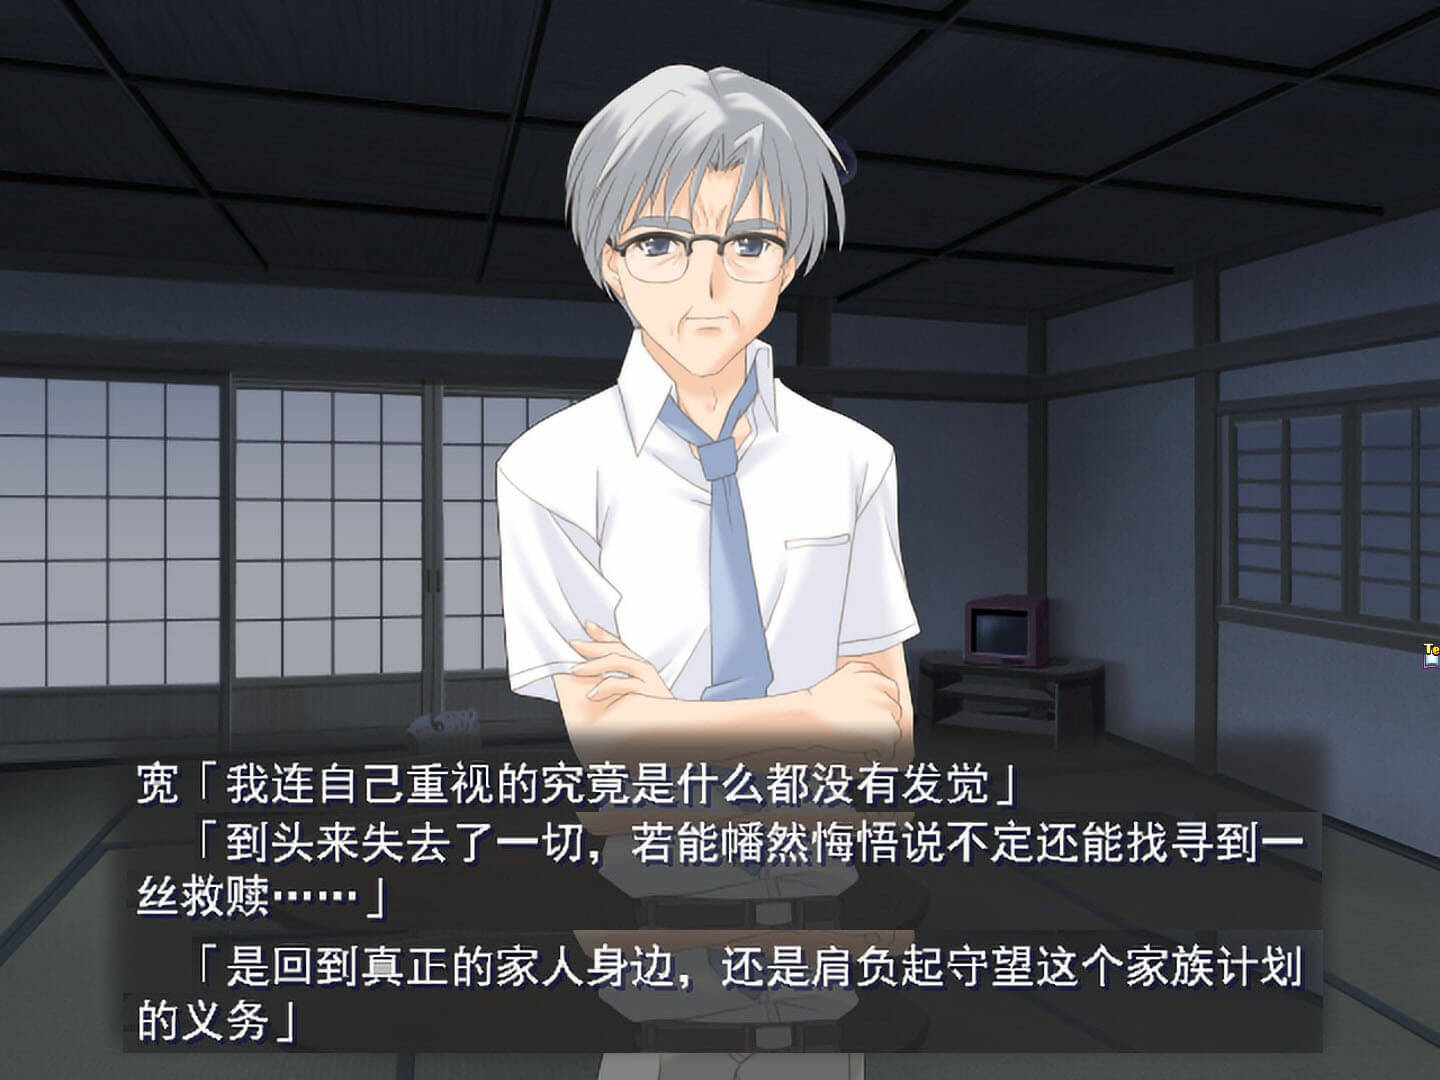 宽「我连自己重视的究竟是什么都没有发觉」
「到头来失去了一切，若能幡然悔悟说不定还能找寻到一
丝救赎……」
「是回到真正的家人身边，还是肩负起守望这个家族计划
的义务」
Te